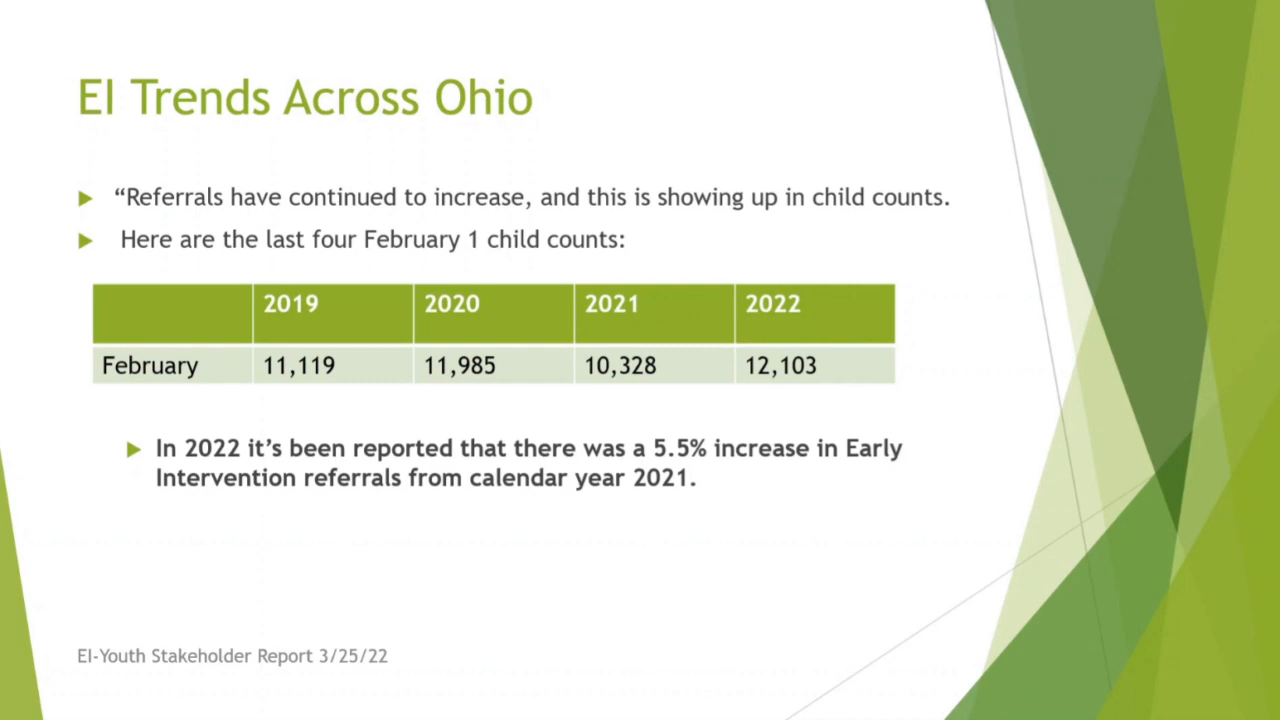 EI Trends Across Ohio
“Referrals have continued to increase, and this is showing up in child counts.
Here are the last four February 1 child counts:
2019 2020 2021 2022
February 11,119 11,985 10,328 12,103
In 2022 it’s been reported that there was a 5.5% increase in Early
Intervention referrals from calendar year 2021.
EI-Youth Stakeholder Report 3/25/22